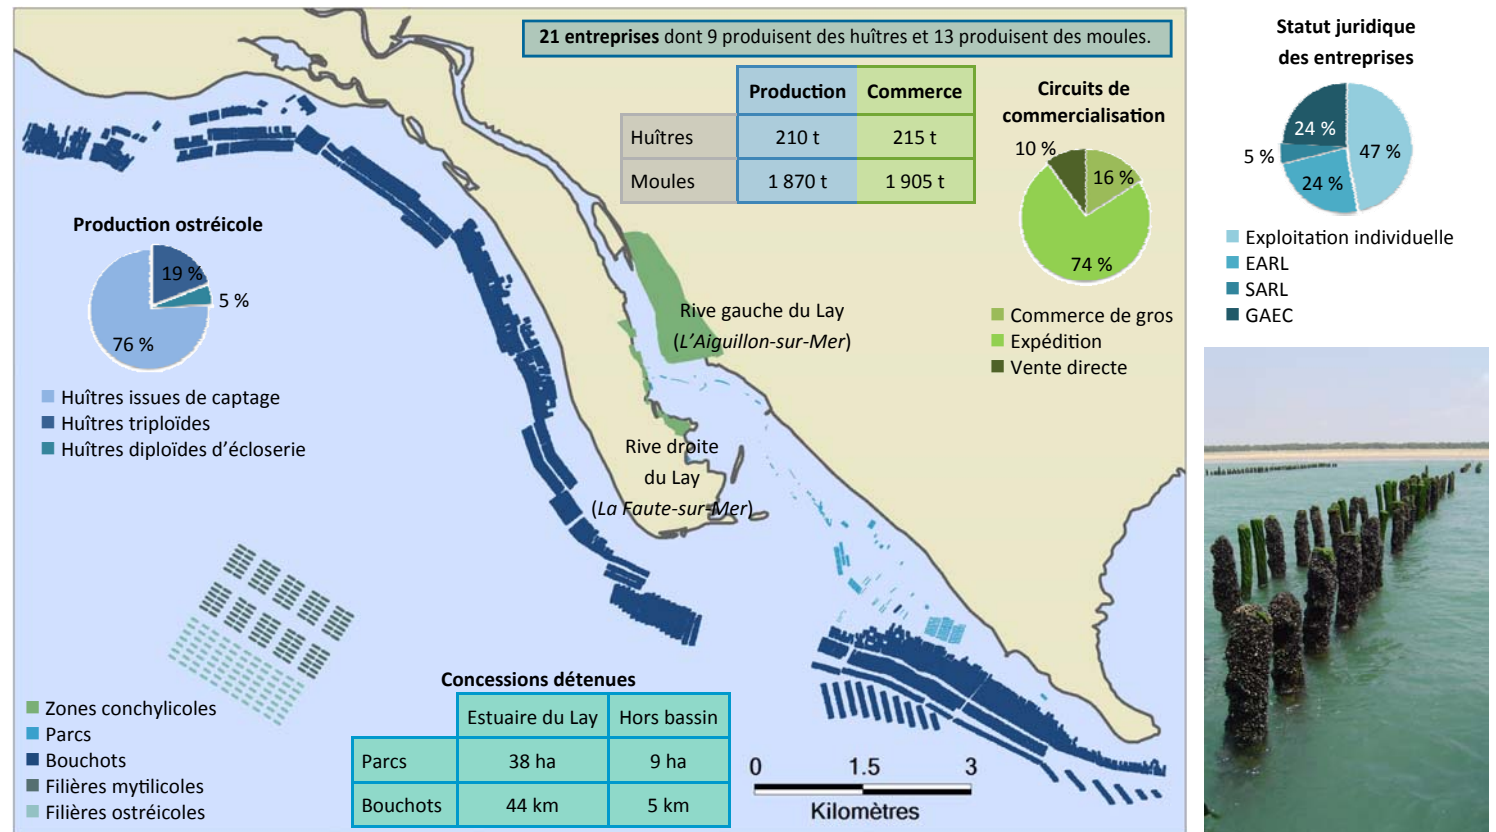 21 entreprises dont 9 produisent des huîtres et 13 produisent des moules.
Production Commerce
Huîtres 210 t 215 t
Moules 1 870 t 1 905 t
Circuits de
commercialisation
10 %
16 %
74 %
Commerce de gros
Expédition
Vente directe
Statut juridique
des entreprises
24 %
5 %
47 %
24 %
Exploitation individuelle
EARL
SARL
GAEC
Production ostréicole
19 %
5 %
76 %
Huîtres issues de captage
Huîtres triploïdes
Huîtres diploïdes d'écloserie
Rive gauche du Lay
(L'Aiguillon-sur-Mer)
Rive droite
du Lay
(La Faute-sur-Mer)
Zones conchylicoles
Parcs
Bouchots
Filières mytilicoles
Filières ostréicoles
Concessions détenues
Estuaire du Lay Hors bassin
Parcs 38 ha 9 ha
Bouchots 44 km 5 km
0 1.5 3
Kilomètres